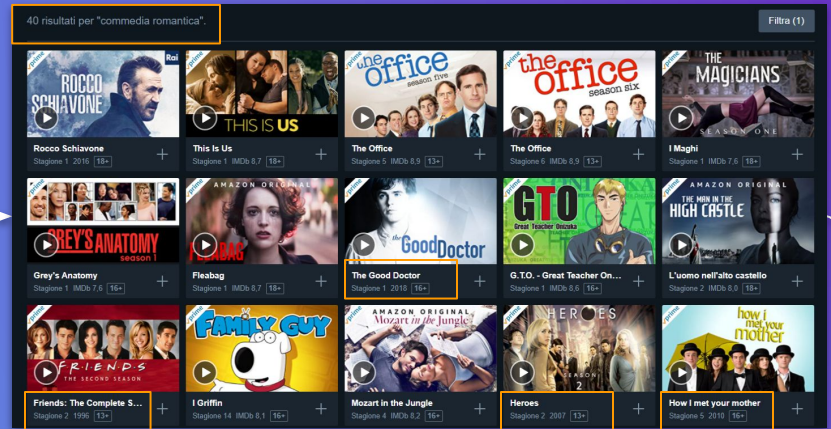 40 risultati per "commedia romantica".
Filtra (1)
prime
Rai
ROCCO
SCHIAVONE
Rocco Schiavone
Stagione 1 2016 18+
prime
THIS IS US
This Is Us
Stagione 1 IMDb 8,7 18+
prime
the office
season five
The Office
Stagione 5 IMDb 8,9 13+
prime
the office
season six
The Office
Stagione 6 IMDb 8,9 13+
prime
THE
MAGICIANS
SEASON ONE
I Maghi
Stagione 1 IMDb 7,6 18+
prime
GREY'S ANATOMY
season 1
Grey's Anatomy
Stagione 1 IMDb 7,6 16+
prime
AMAZON ORIGINAL
FLEABAG
Fleabag
Stagione 1 IMDb 8,7 18+
prime
the Good Doctor
The Good Doctor
Stagione 1 2018 16+
prime
GTO
Great Teacher Onizuka
G.T.O. - Great Teacher On...
Stagione 1 IMDb 8,6 16+
prime
AMAZON ORIGINAL
THE MAN IN THE
HIGH CASTLE
L'uomo nell'alto castello
Stagione 2 IMDb 8,0 18+
prime
F·R·I·E·N·D·S
THE SECOND SEASON
Friends: The Complete S...
Stagione 2 1996 13+
prime
FAMILY GUY
I Griffin
Stagione 14 IMDb 8,1 16+
prime
AMAZON ORIGINAL
Mozart in the Jungle
Mozart in the Jungle
Stagione 4 IMDb 8,2 16+
prime
HEROES
SEASON
2
Heroes
Stagione 2 2007 13+
prime
how i
met your
mother
How I met your mother
Stagione 5 2010 16+